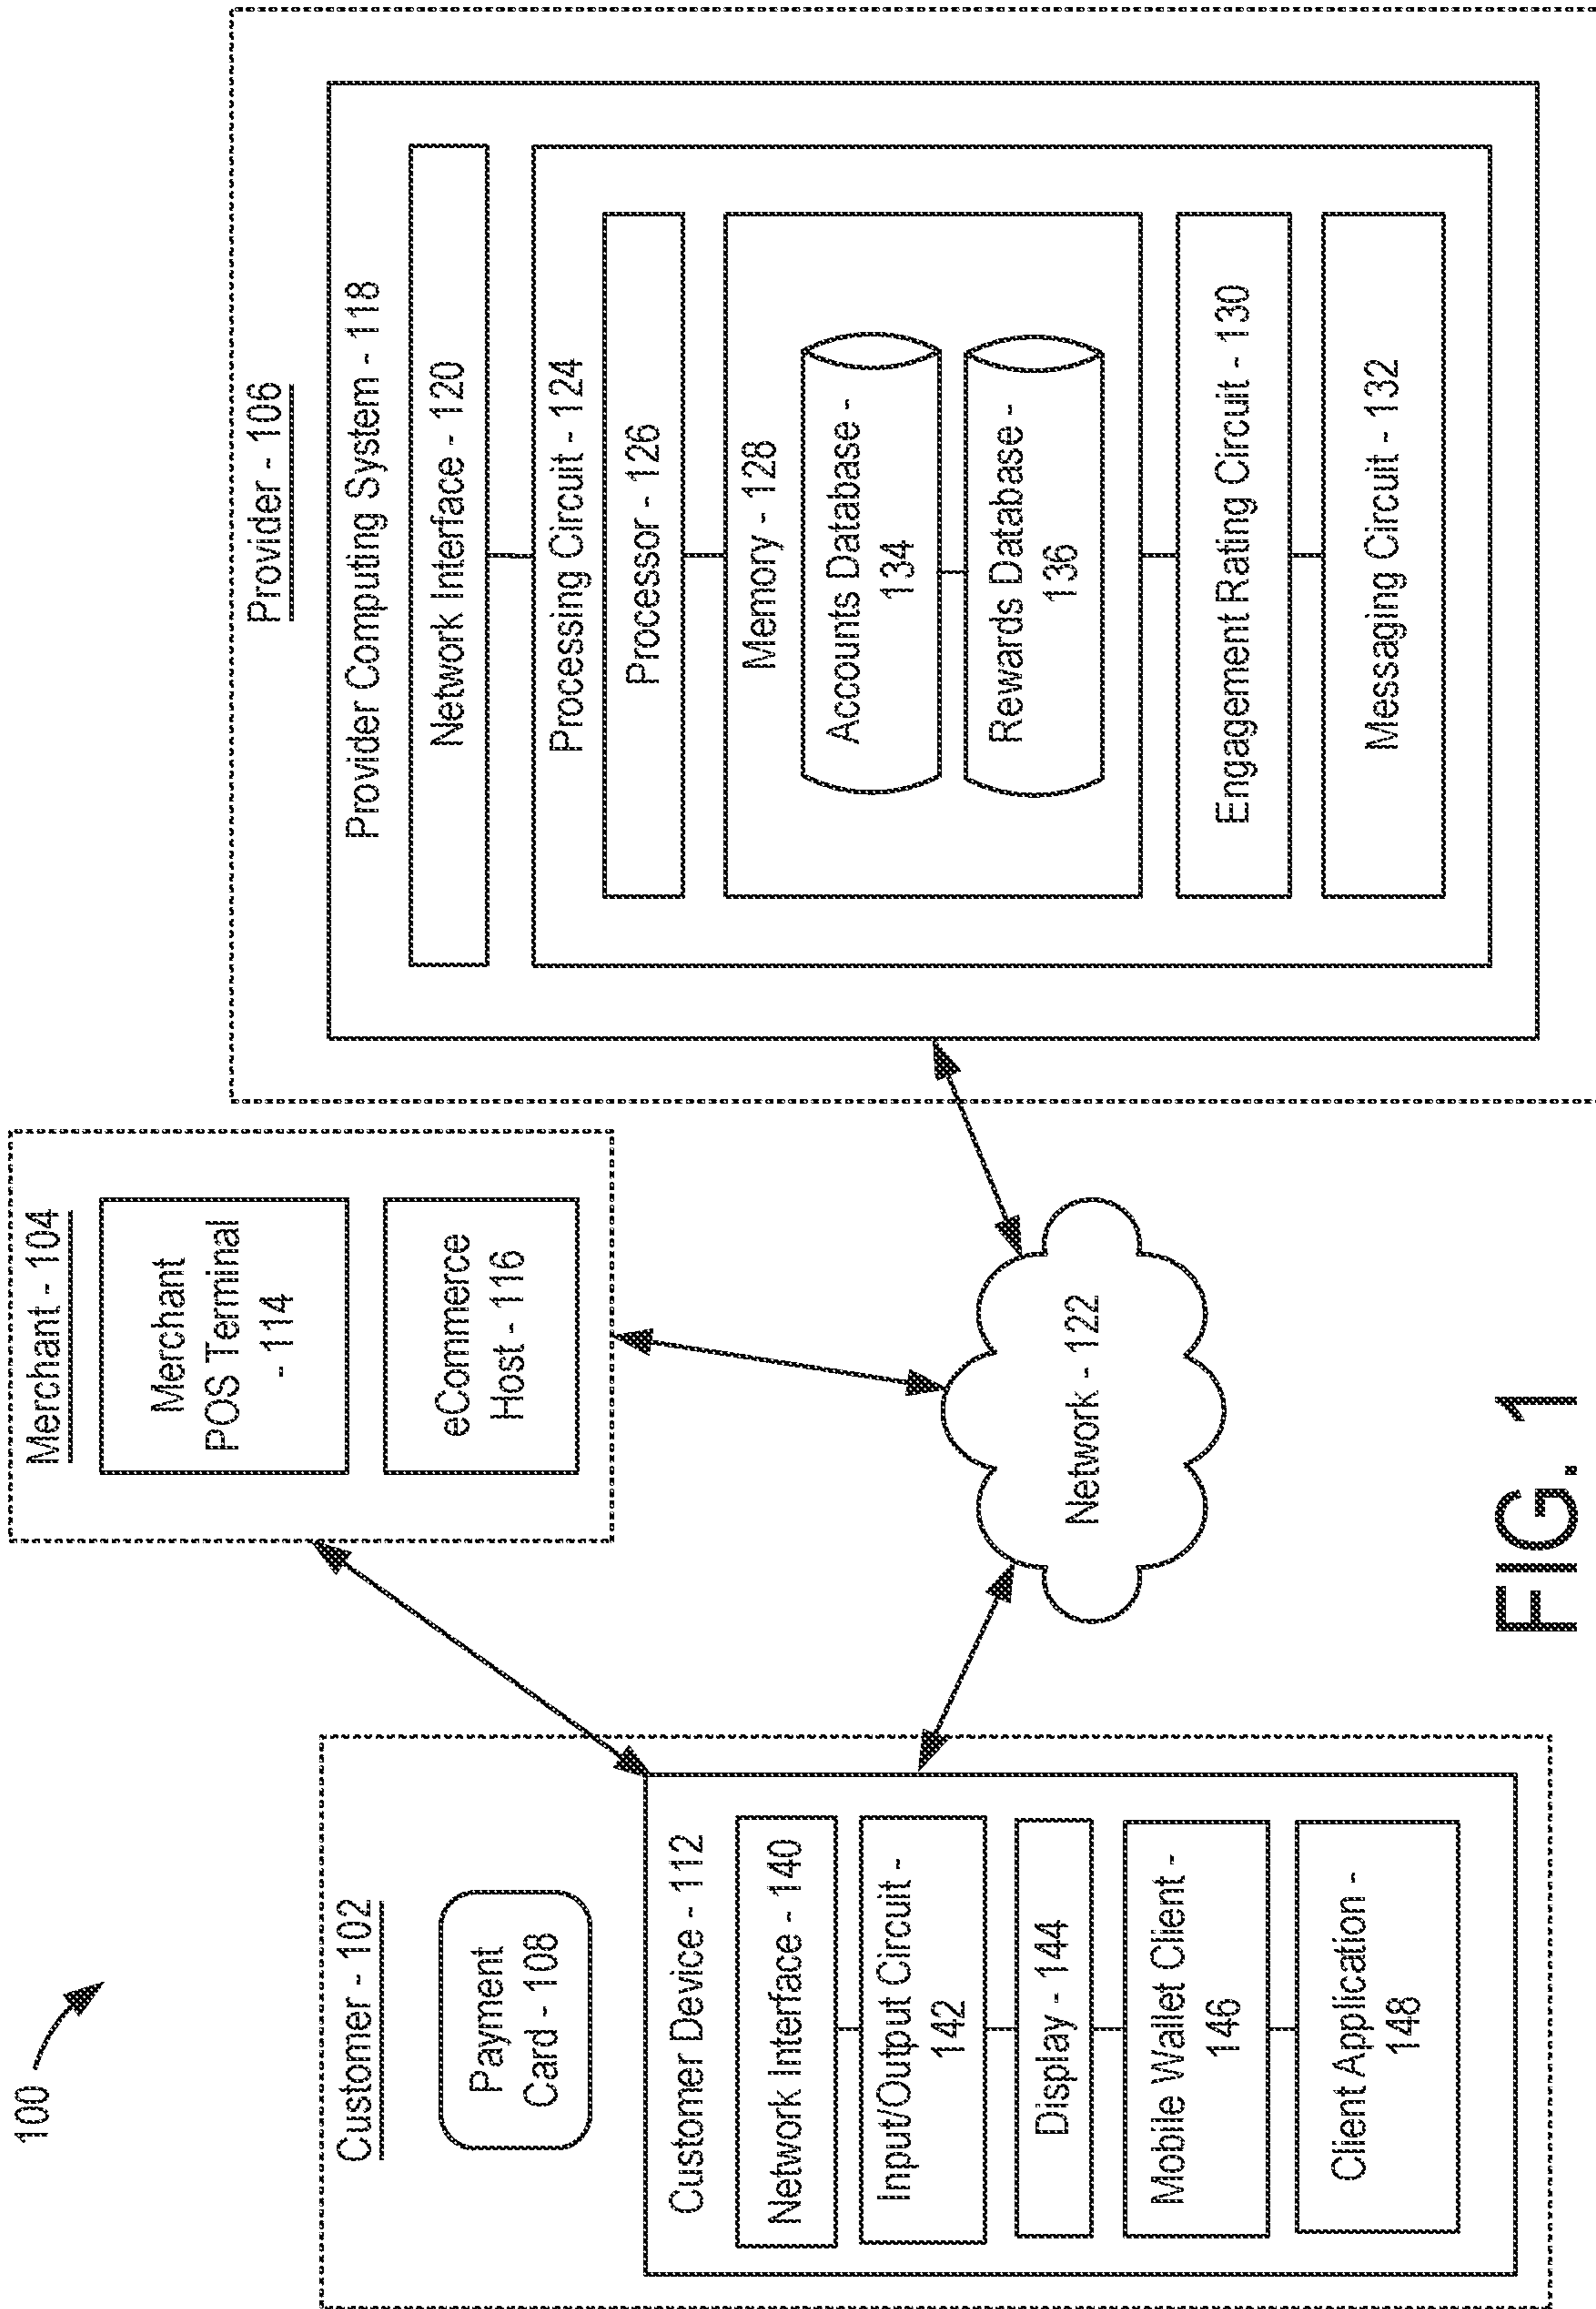 100
Customer - 102
Payment
Card - 108
Customer Device - 112
Network Interface - 140
Input/Output Circuit -
142
Display - 144
Mobile Wallet Client -
146
Client Application -
148
Merchant - 104
Merchant
POS Terminal
- 114
eCommerce
Host - 116
Network - 122
Provider - 106
Provider Computing System - 118
Network Interface - 120
Processing Circuit - 124
Processor - 126
Memory - 128
Accounts Database -
134
Rewards Database -
136
Engagement Rating Circuit - 130
Messaging Circuit - 132
FIG. 1